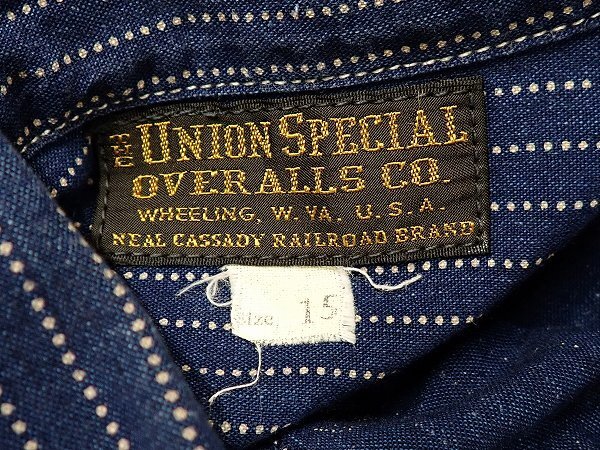 THE UNION SPECIAL
OVERALLS CO.
WHEELING, W. VA. U.S.A.
NEAL CASSADY RAILROAD BRAND
Size 15